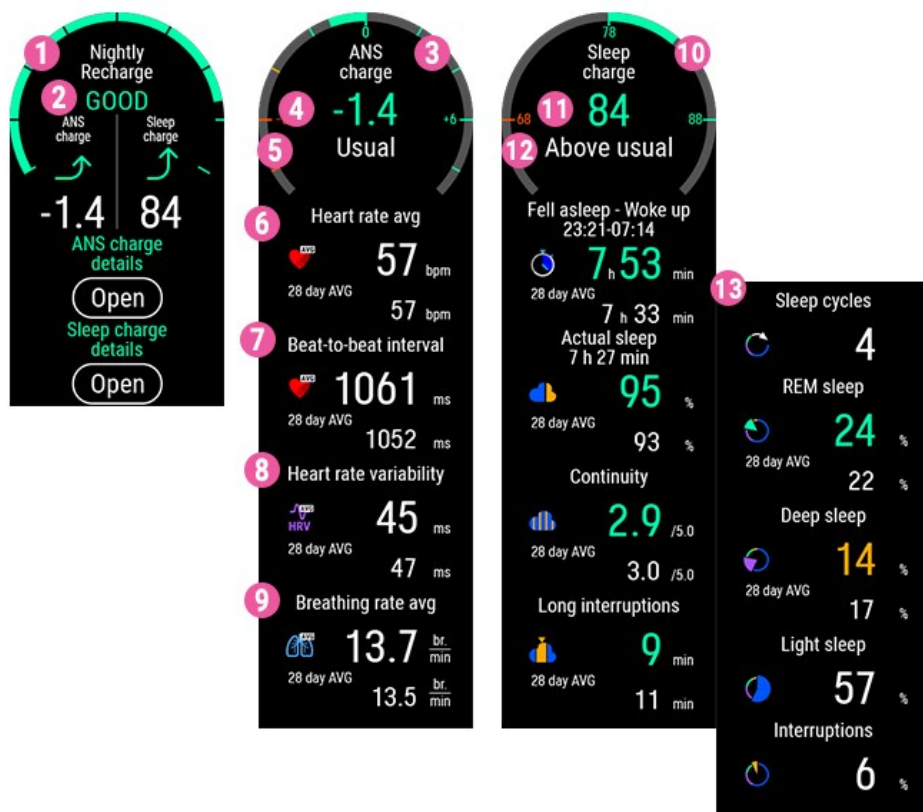 1
Nightly
Recharge
2
GOOD
ANS
charge
Sleep
charge
-1.4
84
ANS charge
details
Open
Sleep charge
details
Open
0
3
ANS
charge
4
-1.4
+6
5
Usual
6
Heart rate avg
AVG
57 bpm
28 day AVG
57 bpm
7
Beat-to-beat interval
AVG
1061 ms
28 day AVG
1052 ms
8
Heart rate variability
AVG
HRV
45 ms
28 day AVG
47 ms
9
Breathing rate avg
AVG
13.7 br. min
28 day AVG
13.5 br. min
78
10
Sleep
charge
68
11
84
88
12
Above usual
Fell asleep - Woke up
23:21-07:14
7 h 53 min
28 day AVG
7 h 33 min
Actual sleep
7 h 27 min
95 %
28 day AVG
93 %
Continuity
2.9 /5.0
28 day AVG
3.0 /5.0
Long interruptions
9 min
28 day AVG
11 min
13
Sleep cycles
4
REM sleep
24 %
28 day AVG
22 %
Deep sleep
14 %
28 day AVG
17 %
Light sleep
57 %
Interruptions
6 %